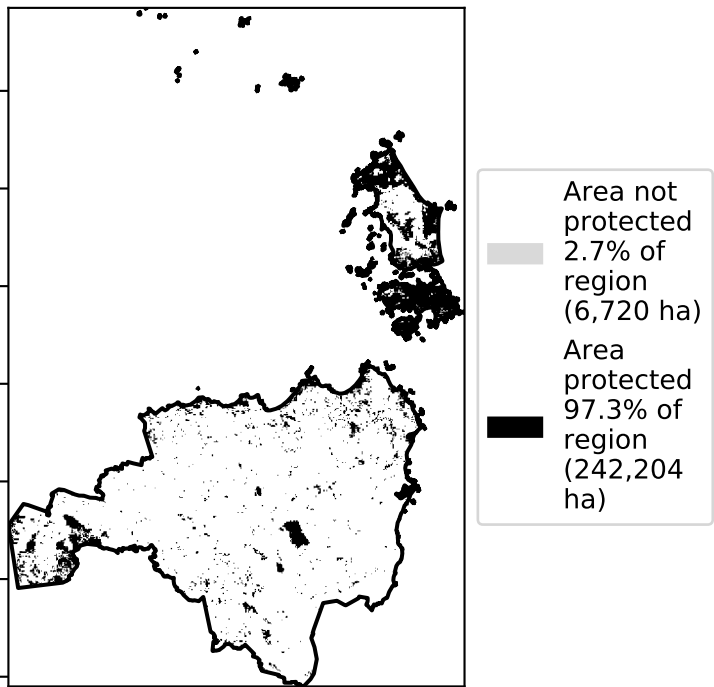 Area not
protected
2.7% of
region
(6,720 ha)
Area
protected
97.3% of
region
(242,204
ha)